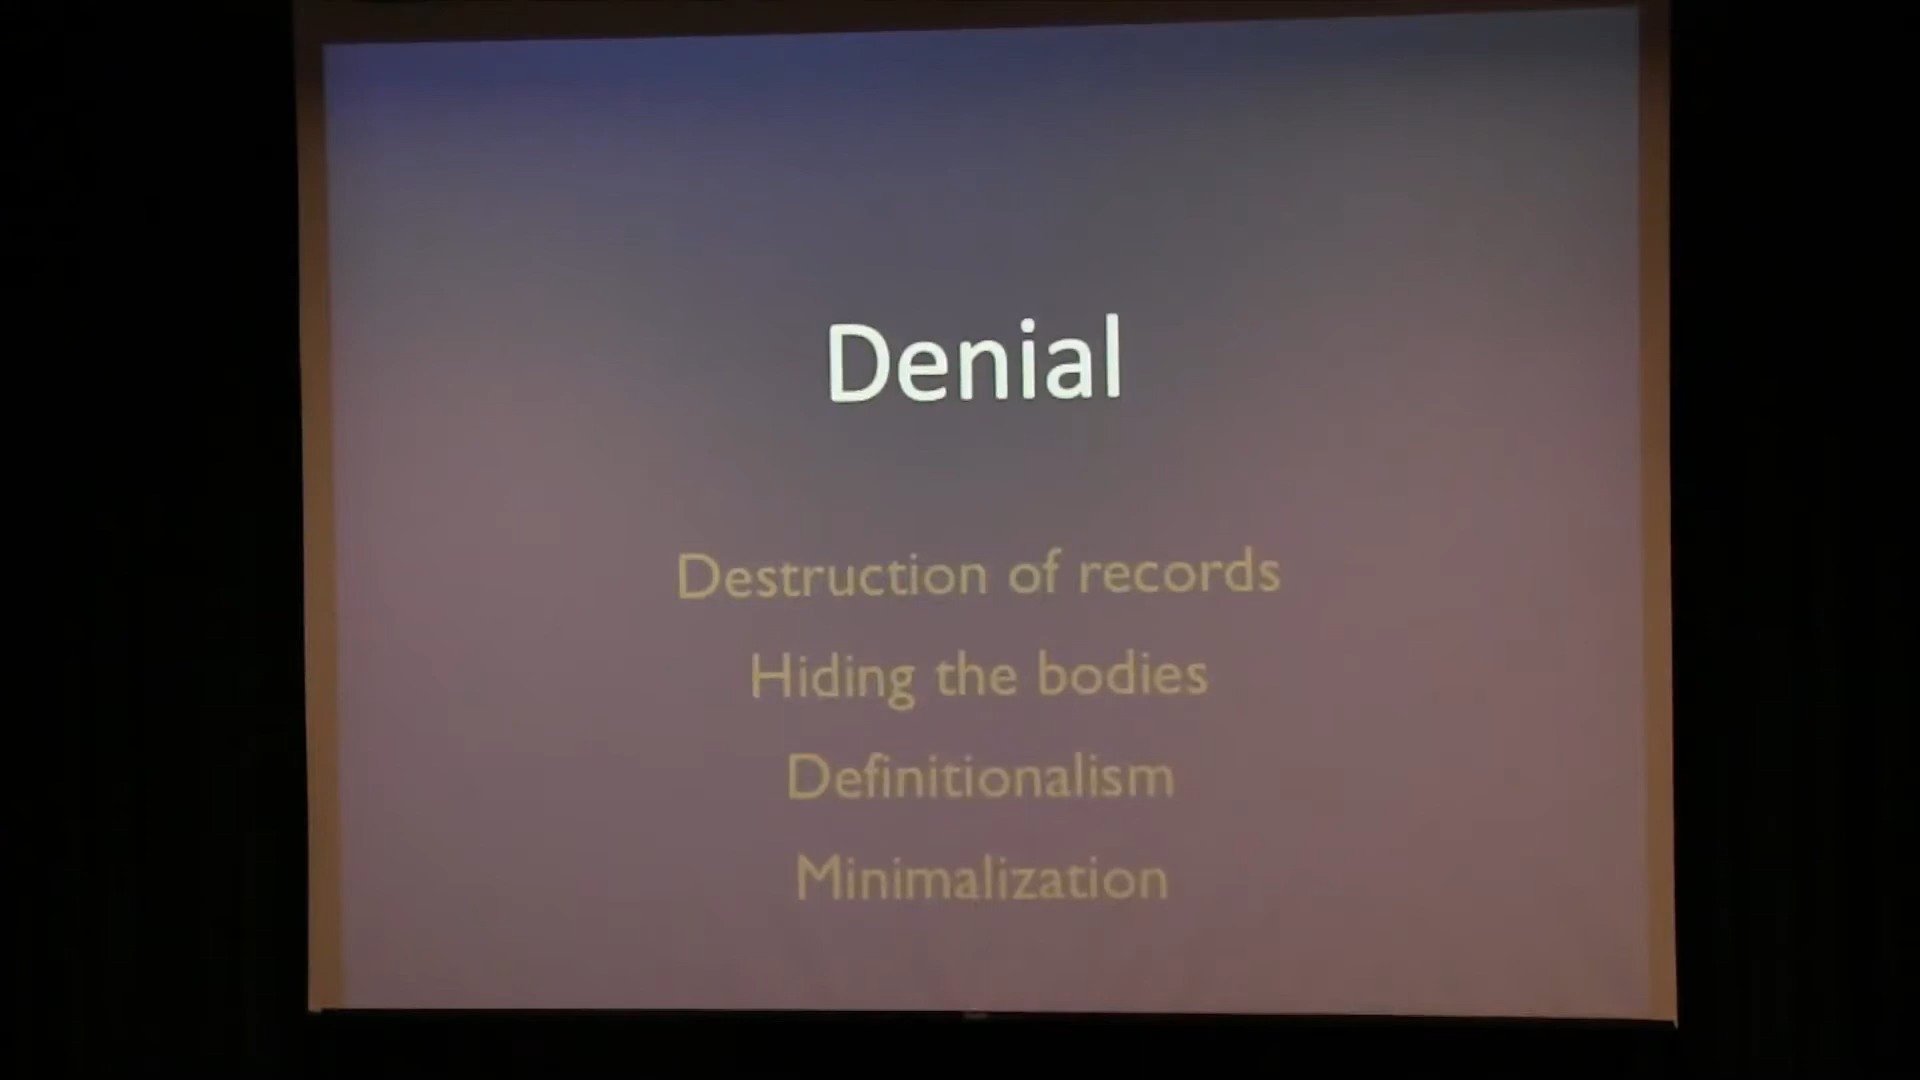 Denial
Destruction of records
Hiding the bodies
Definitionalism
Minimalization